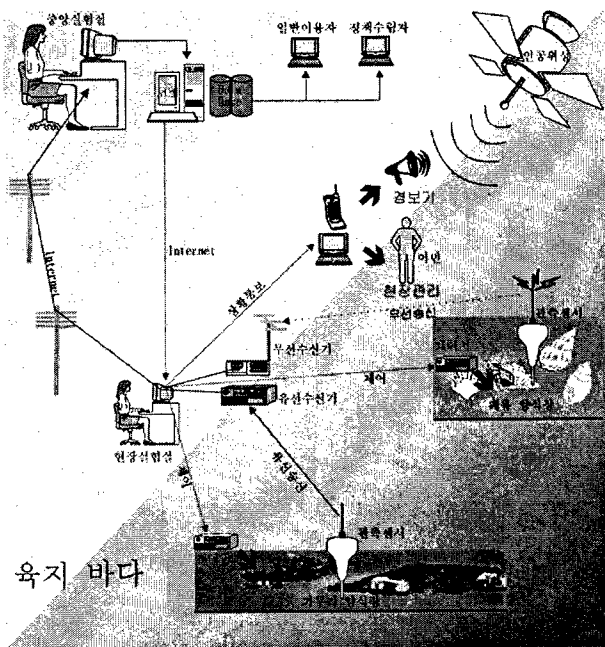 중앙실험실
일반이용자
정책수립자
인공위성
경보기
Internet
Internet
상황통보
어민
현장관리
무선송신
관측센서
무선수신기
제어
유선수신기
현장실험실
제어
유선송신
관측센서
육지 바다